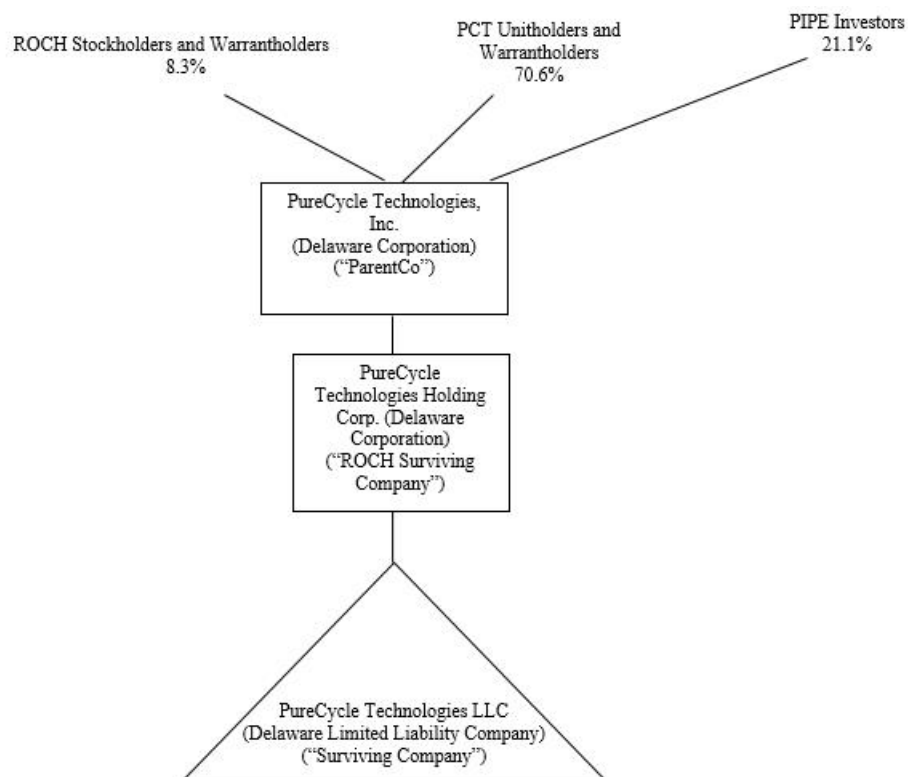 ROCH Stockholders and Warrantholders
8.3%
PCT Unitholders and
Warrantholders
70.6%
PIPE Investors
21.1%
PureCycle Technologies,
Inc.
(Delaware Corporation)
(“ParentCo”)
PureCycle
Technologies Holding
Corp. (Delaware
Corporation)
(“ROCH Surviving
Company”)
PureCycle Technologies LLC
(Delaware Limited Liability Company)
(“Surviving Company”)